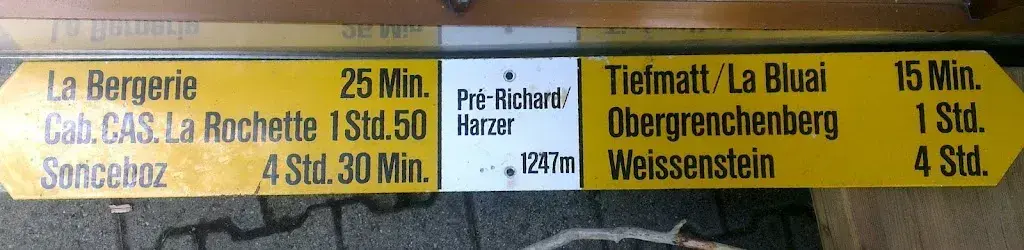 La Bergerie 25 Min.
Cab. CAS. La Rochette 1 Std. 50
Sonceboz 4 Std. 30 Min.
Pré-Richard/
Harzer
1247m
Tiefmatt/La Bluai 15 Min.
Obergrenchenberg 1 Std.
Weissenstein 4 Std.